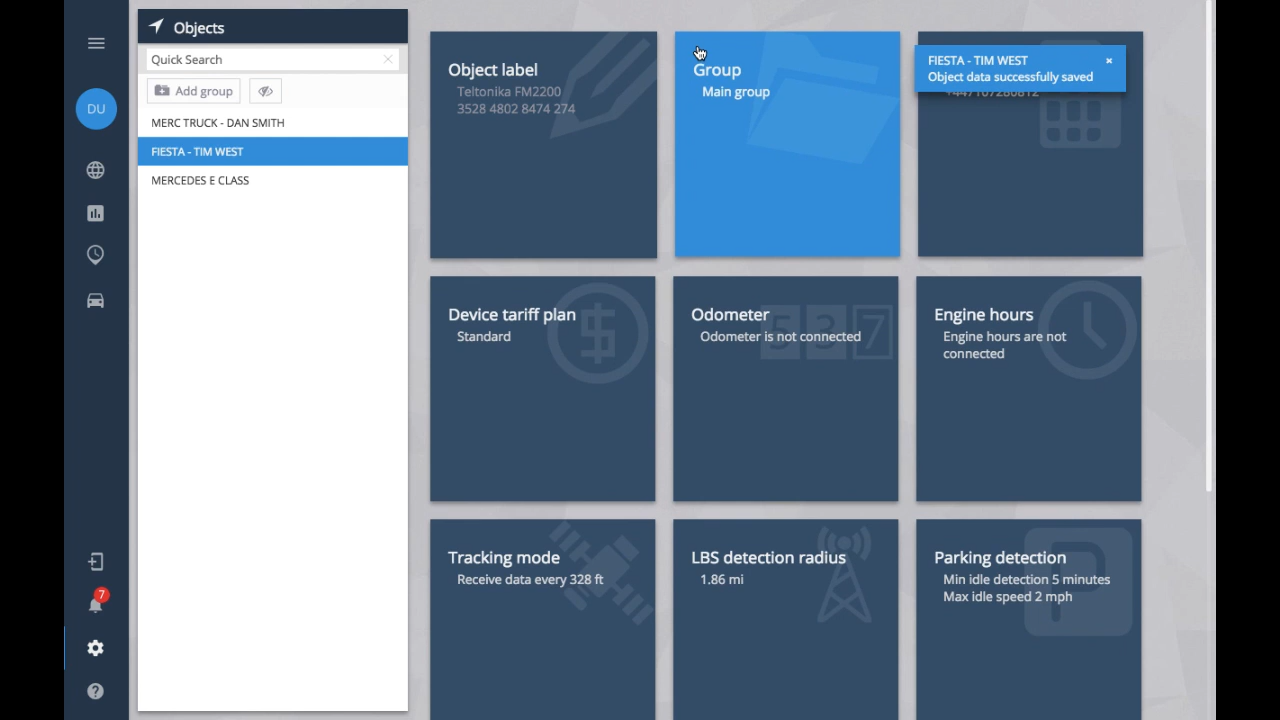 Objects
Quick Search
DU
Add group
MERC TRUCK - DAN SMITH
FIESTA - TIM WEST
MERCEDES E CLASS
7
Object label
Teltonika FM2200
3528 4802 8474 274
Group
Main group
FIESTA - TIM WEST
Object data successfully saved
Device tariff plan
Standard
$
Odometer
Odometer is not connected
537
Engine hours
Engine hours are not
connected
Tracking mode
Receive data every 328 ft
LBS detection radius
1.86 mi
Parking detection
Min idle detection 5 minutes
Max idle speed 2 mph
P